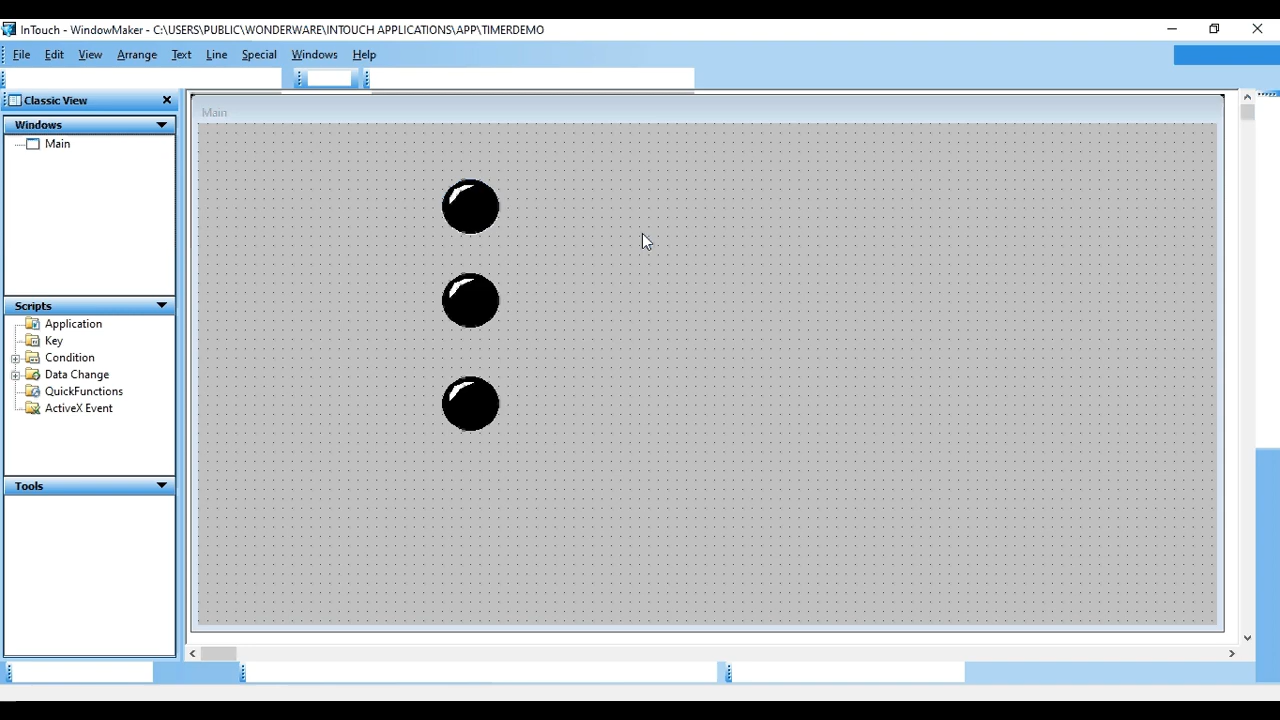 InTouch - WindowMaker - C:\USERS\PUBLIC\WONDERWARE\INTOUCH APPLICATIONS\APP\TIMERDEMO
File Edit View Arrange Text Line Special Windows Help
Classic View
Windows
Main
Scripts
Application
Key
Condition
Data Change
QuickFunctions
ActiveX Event
Tools
Main